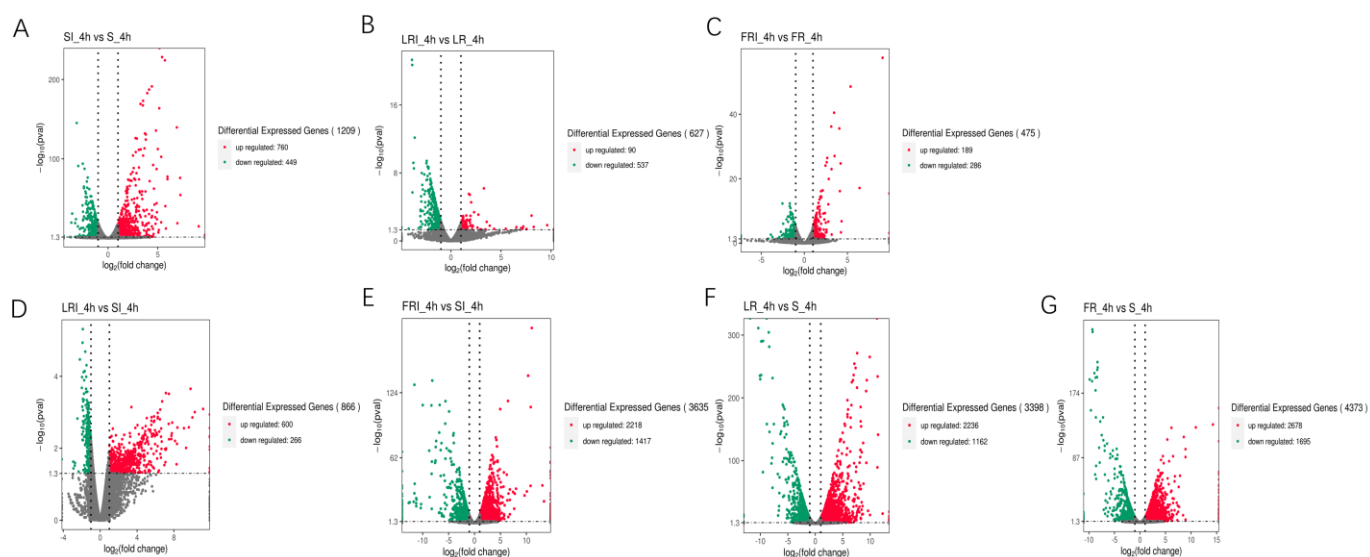 A
SI_4h vs S_4h
−log10(pval)
200
100
1.3
0
5
log2(fold change)
Differential Expressed Genes ( 1209 )
up regulated: 760
down regulated: 449
B
LRI_4h vs LR_4h
−log10(pval)
16
8
1.3
0
-5
0
5
10
log2(fold change)
Differential Expressed Genes ( 627 )
up regulated: 90
down regulated: 537
C
FRI_4h vs FR_4h
−log10(pval)
40
20
1.3
0
-5
0
5
log2(fold change)
Differential Expressed Genes ( 475 )
up regulated: 189
down regulated: 286
D
LRI_4h vs SI_4h
−log10(pval)
4
2
1.3
0
-4
0
4
8
log2(fold change)
Differential Expressed Genes ( 866 )
up regulated: 600
down regulated: 266
E
FRI_4h vs SI_4h
−log10(pval)
124
62
1.3
-10
-5
0
5
10
log2(fold change)
Differential Expressed Genes ( 3635
up regulated: 2218
down regulated: 1417
F
LR_4h vs S_4h
−log10(pval)
300
200
100
1.3
-10
-5
0
5
10
log2(fold change)
Differential Expressed Genes ( 3398 )
up regulated: 2236
down regulated: 1162
G
FR_4h vs S_4h
−log10(pval)
174
87
1.3
-10
-5
0
5
10
15
log2(fold change)
Differential Expressed Genes ( 4373 )
up regulated: 2678
down regulated: 1695